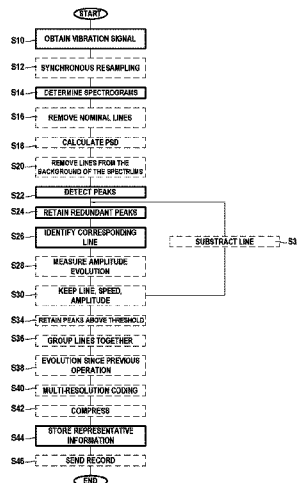 START
S10 OBTAIN VIBRATION SIGNAL
S12 SYNCHRONOUS RESAMPLING
S14 DETERMINE SPECTROGRAMS
S16 REMOVE NOMINAL LINES
S18 CALCULATE PSD
S20 REMOVE LINES FROM THE
BACKGROUND OF THE SPECTRUMS
S22 DETECT PEAKS
S24 RETAIN REDUNDANT PEAKS
S26 IDENTIFY CORRESPONDING
LINE
SUBSTRACT LINE S3
S28 MEASURE AMPLITUDE
EVOLUTION
S30 KEEP LINE, SPEED,
AMPLITUDE
S34 RETAIN PEAKS ABOVE THRESHOLD
S36 GROUP LINES TOGETHER
S38 EVOLUTION SINCE PREVIOUS
OPERATION
S40 MULTI-RESOLUTION CODING
S42 COMPRESS
S44 STORE REPRESENTATIVE
INFORMATION
S46 SEND RECORD
END